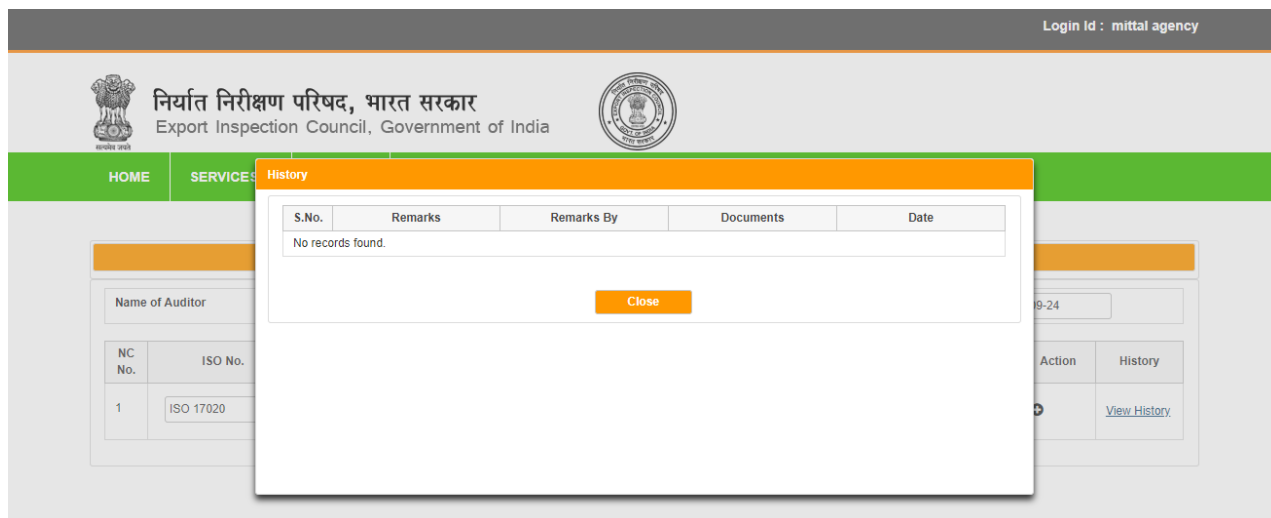 Login Id : mittal agency
निर्यात निरीक्षण परिषद, भारत सरकार
Export Inspection Council, Government of India
सत्यमेव जयते
HOME SERVICES
History
S.No. Remarks Remarks By Documents Date
No records found.
Close
Name of Auditor
09-24
NC No. ISO No. Action History
1 ISO 17020 View History